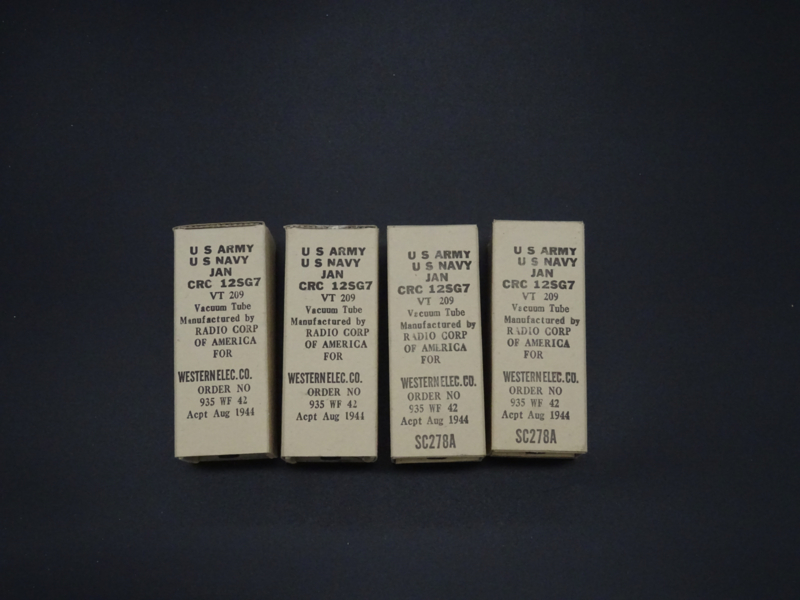 U S ARMY
U S NAVY
JAN
CRC 12SG7
VT 209
Vacuum Tube
Manufactured by
RADIO CORP
OF AMERICA
FOR
WESTERN ELEC. CO.
ORDER NO
935 WF 42
Acpt Aug 1944
U S ARMY
U S NAVY
JAN
CRC 12SG7
VT 209
Vacuum Tube
Manufactured by
RADIO CORP
OF AMERICA
FOR
WESTERN ELEC. CO.
ORDER NO
935 WF 42
Acpt Aug 1944
U S ARMY
U S NAVY
JAN
CRC 12SG7
VT 209
Vacuum Tube
Manufactured by
RADIO CORP
OF AMERICA
FOR
WESTERN ELEC. CO.
ORDER NO
935 WF 42
Acpt Aug 1944
SC278A
U S ARMY
U S NAVY
JAN
CRC 12SG7
VT 209
Vacuum Tube
Manufactured by
RADIO CORP
OF AMERICA
FOR
WESTERN ELEC. CO.
ORDER NO
935 WF 42
Acpt Aug 1944
SC278A